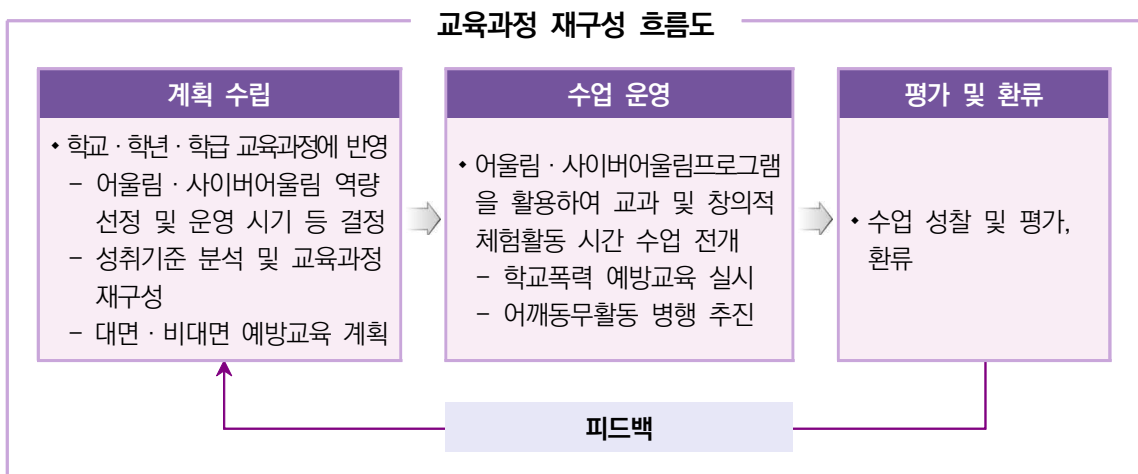 교육과정 재구성 흐름도
계획 수립
◆ 학교 · 학년 · 학급 교육과정에 반영
– 어울림 · 사이버어울림 역량
선정 및 운영 시기 등 결정
– 성취기준 분석 및 교육과정
재구성
– 대면 · 비대면 예방교육 계획
수업 운영
◆ 어울림 · 사이버어울림프로그램
을 활용하여 교과 및 창의적
체험활동 시간 수업 전개
– 학교폭력 예방교육 실시
– 어깨동무활동 병행 추진
평가 및 환류
◆ 수업 성찰 및 평가,
환류
피드백